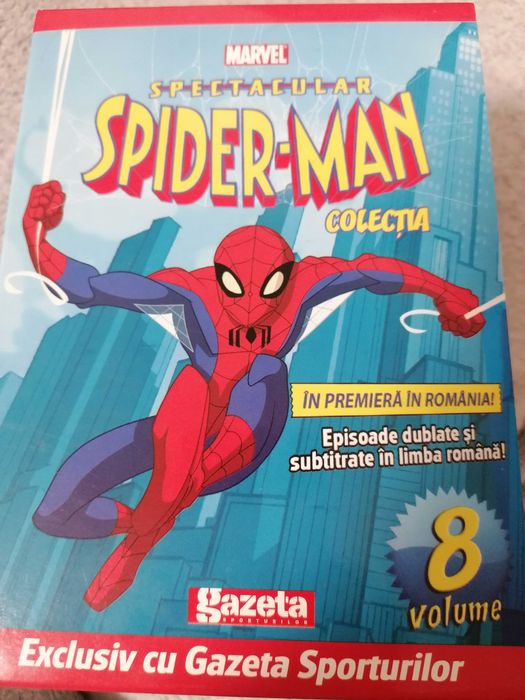 MARVEL
SPECTACULAR
SPIDER-MAN
COLECȚIA
ÎN PREMIERĂ ÎN ROMÂNIA!
Episoade dublate și
subtitrate în limba română!
8
volume
gazeta
SPORTURILOR
Exclusiv cu Gazeta Sporturilor